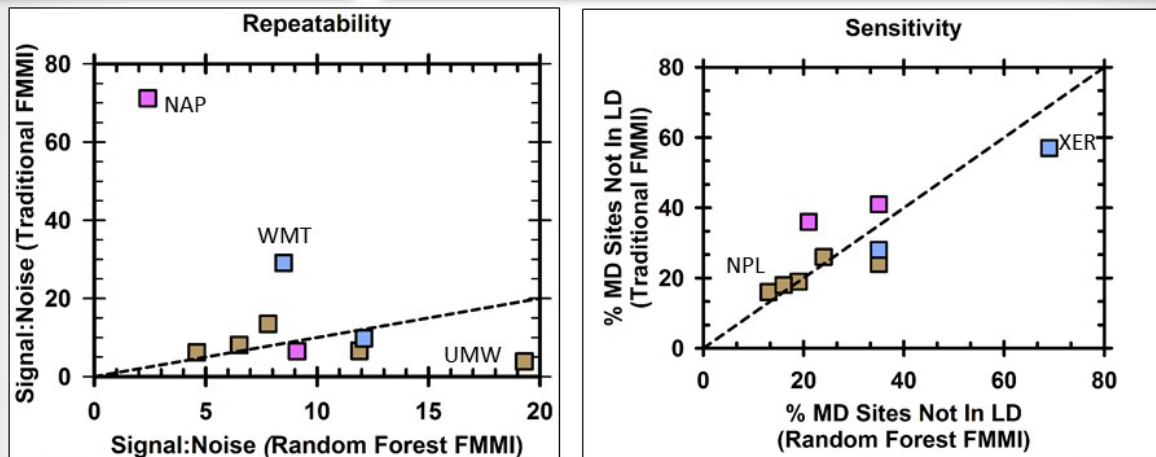 Repeatability
Signal:Noise (Traditional FMMI)
80
60
40
20
0
NAP
WMT
UMW
0 5 10 15 20
Signal:Noise (Random Forest FMMI)
Sensitivity
% MD Sites Not In LD
(Traditional FMMI)
80
60
40
20
0
XER
NPL
0 20 40 60 80
% MD Sites Not In LD
(Random Forest FMMI)